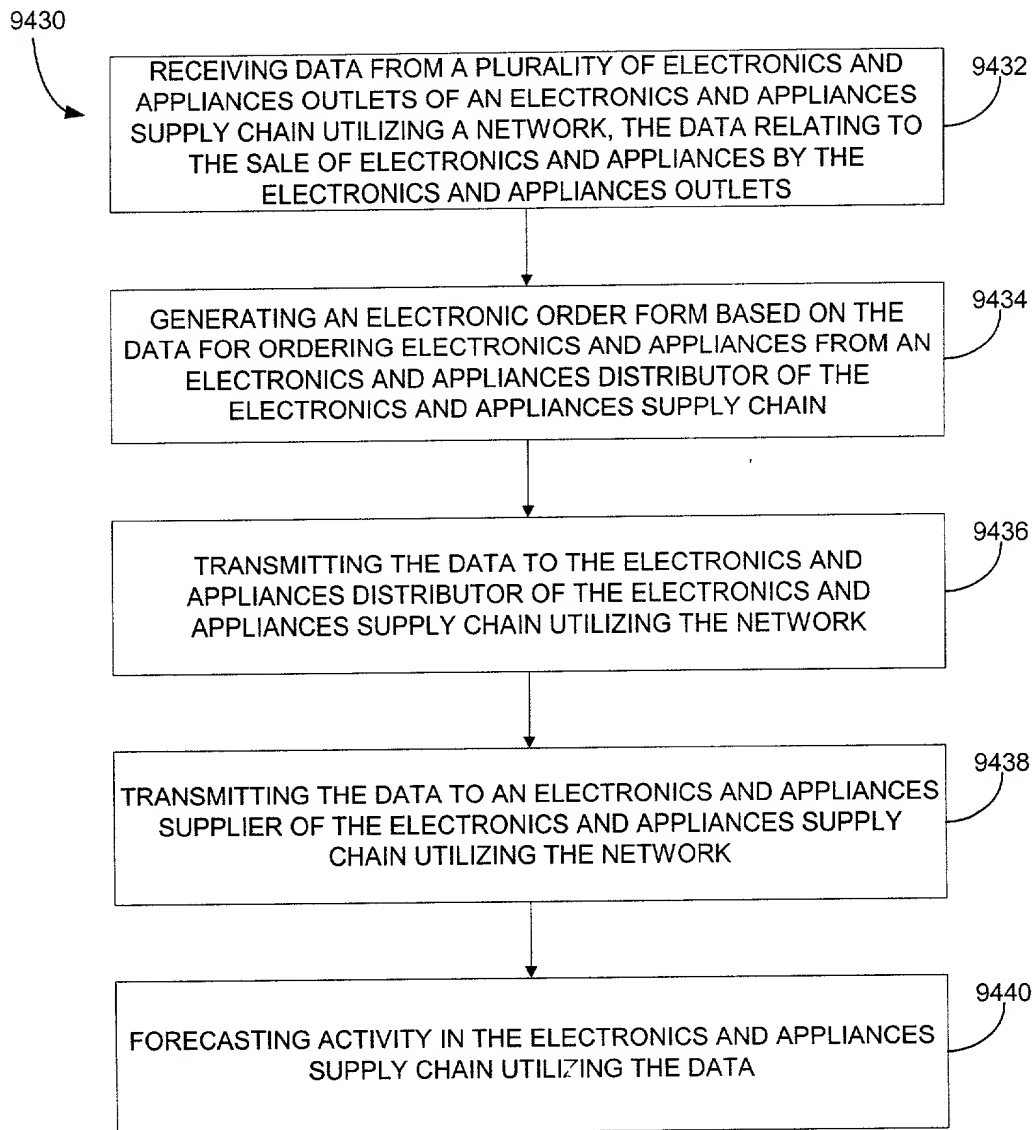 9430
RECEIVING DATA FROM A PLURALITY OF ELECTRONICS AND
APPLIANCES OUTLETS OF AN ELECTRONICS AND APPLIANCES
SUPPLY CHAIN UTILIZING A NETWORK, THE DATA RELATING TO
THE SALE OF ELECTRONICS AND APPLIANCES BY THE
ELECTRONICS AND APPLIANCES OUTLETS
9432
GENERATING AN ELECTRONIC ORDER FORM BASED ON THE
DATA FOR ORDERING ELECTRONICS AND APPLIANCES FROM AN
ELECTRONICS AND APPLIANCES DISTRIBUTOR OF THE
ELECTRONICS AND APPLIANCES SUPPLY CHAIN
9434
TRANSMITTING THE DATA TO THE ELECTRONICS AND
APPLIANCES DISTRIBUTOR OF THE ELECTRONICS AND
APPLIANCES SUPPLY CHAIN UTILIZING THE NETWORK
9436
TRANSMITTING THE DATA TO AN ELECTRONICS AND APPLIANCES
SUPPLIER OF THE ELECTRONICS AND APPLIANCES SUPPLY
CHAIN UTILIZING THE NETWORK
9438
FORECASTING ACTIVITY IN THE ELECTRONICS AND APPLIANCES
SUPPLY CHAIN UTILIZING THE DATA
9440